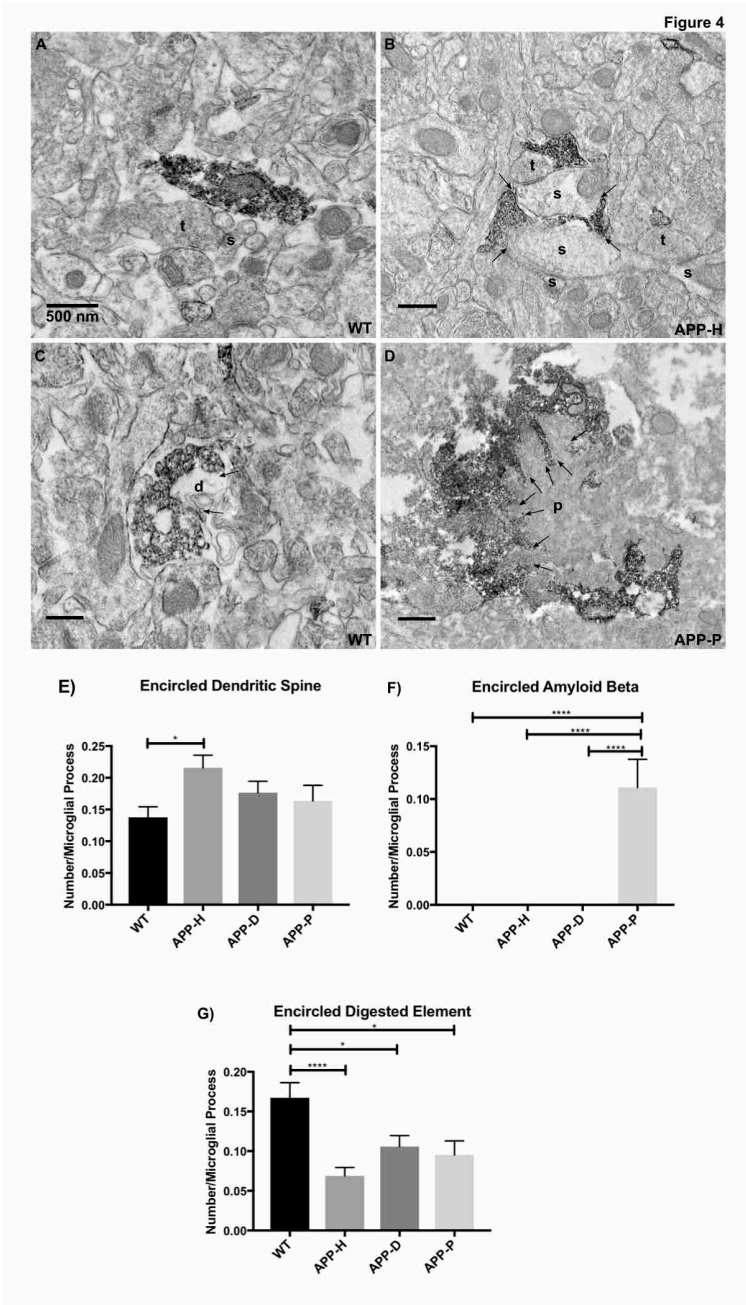 Figure 4
A
t
s
500 nm
WT
B
t
s
s
t
s
s
APP-H
C
d
WT
D
p
APP-P
E)
Encircled Dendritic Spine
*
Number/Microglial Process
0.25
0.20
0.15
0.10
0.05
0.00
WT
APP-H
APP-D
APP-P
F)
Encircled Amyloid Beta
****
****
****
Number/Microglial Process
0.15
0.10
0.05
0.00
WT
APP-H
APP-D
APP-P
G)
Encircled Digested Element
*
*
****
Number/Microglial Process
0.20
0.15
0.10
0.05
0.00
WT
APP-H
APP-D
APP-P